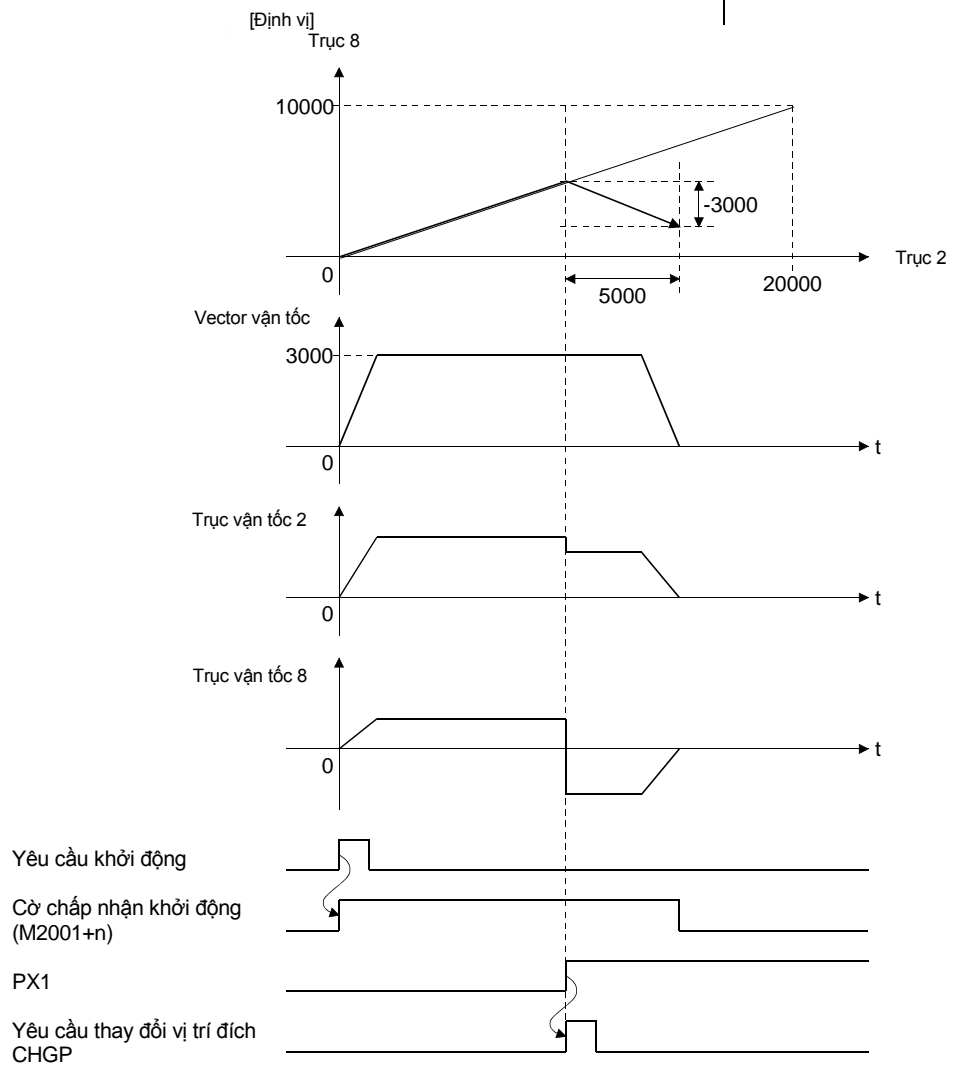 [Định vị]
Trục 8
10000
-3000
0
Trục 2
5000
20000
Vector vận tốc
3000
t
0
Trục vận tốc 2
t
0
Trục vận tốc 8
t
0
Yêu cầu khởi động
Cờ chấp nhận khởi động
(M2001+n)
PX1
Yêu cầu thay đổi vị trí đích
CHGP